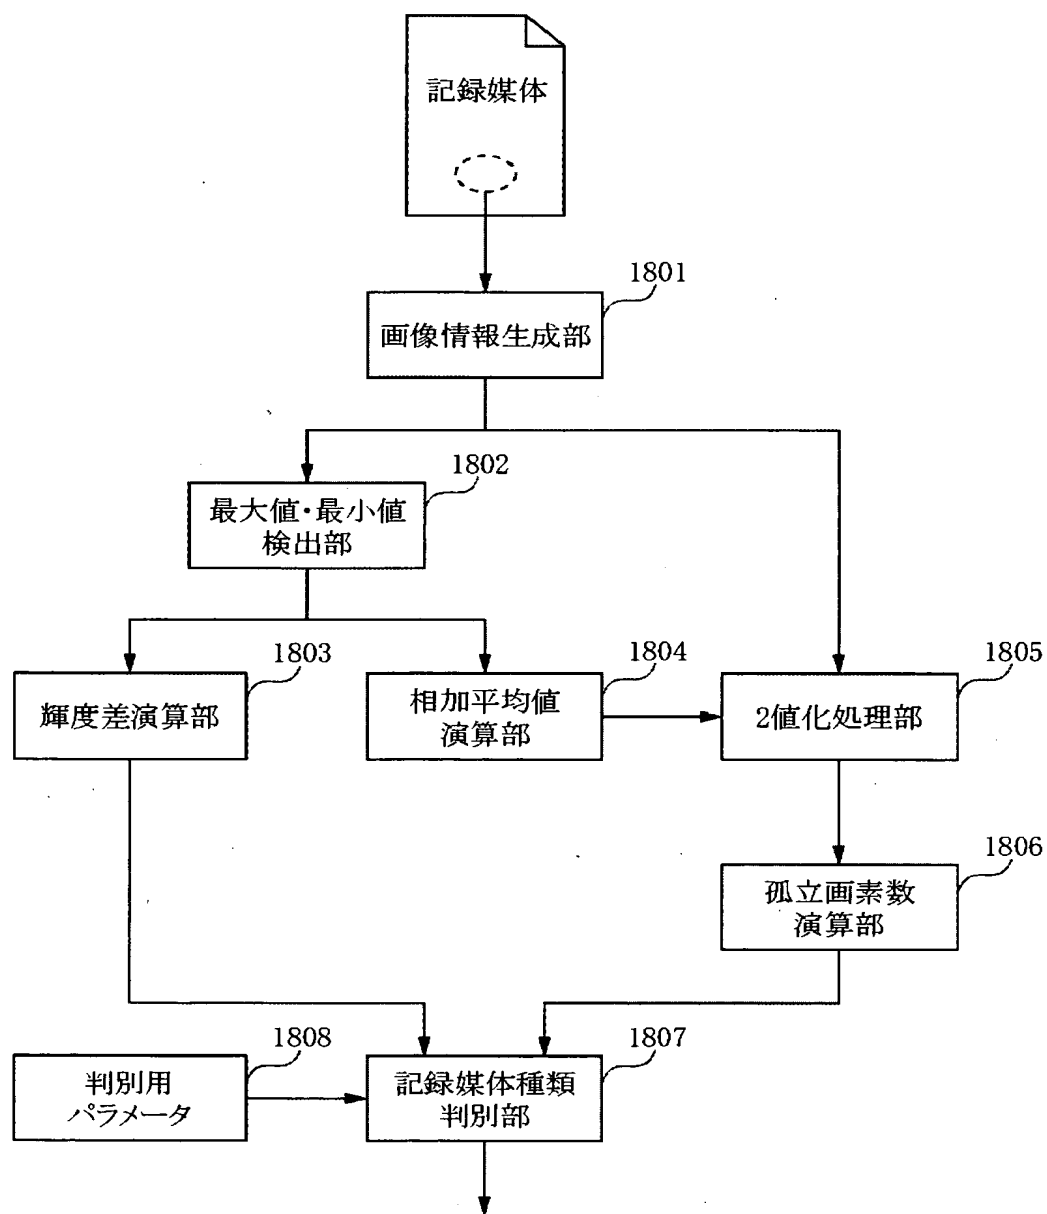 記録媒体
1801
画像情報生成部
1802
最大値・最小値
検出部
1803
輝度差演算部
1804
相加平均値
演算部
1805
2値化処理部
1806
孤立画素数
演算部
1808
判別用
パラメータ
1807
記録媒体種類
判別部